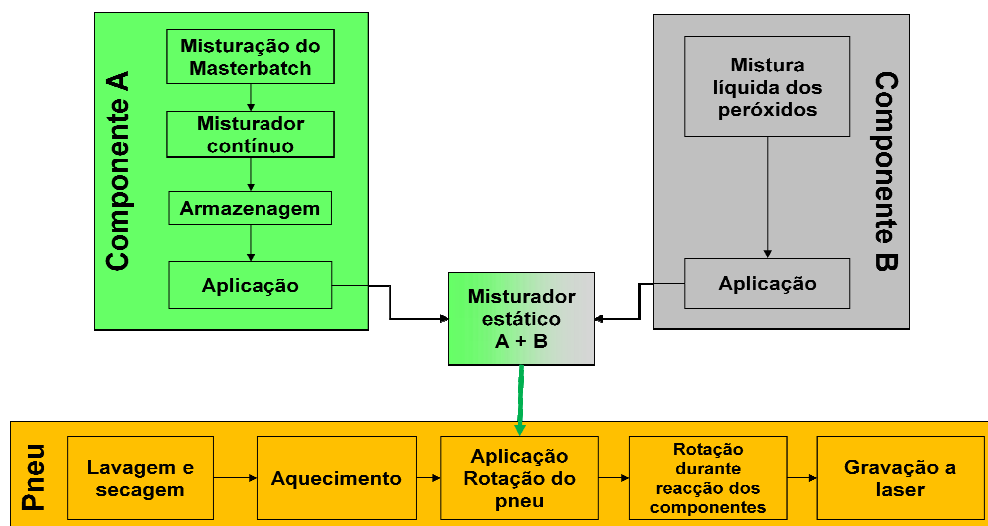 Componente A
Misturação do
Masterbatch
Misturador
contínuo
Armazenagem
Aplicação
Componente B
Mistura
líquida dos
peróxidos
Aplicação
Misturador
estático
A + B
Pneu
Lavagem e
secagem
Aquecimento
Aplicação
Rotação do
pneu
Rotação
durante
reacção dos
componentes
Gravação a
laser